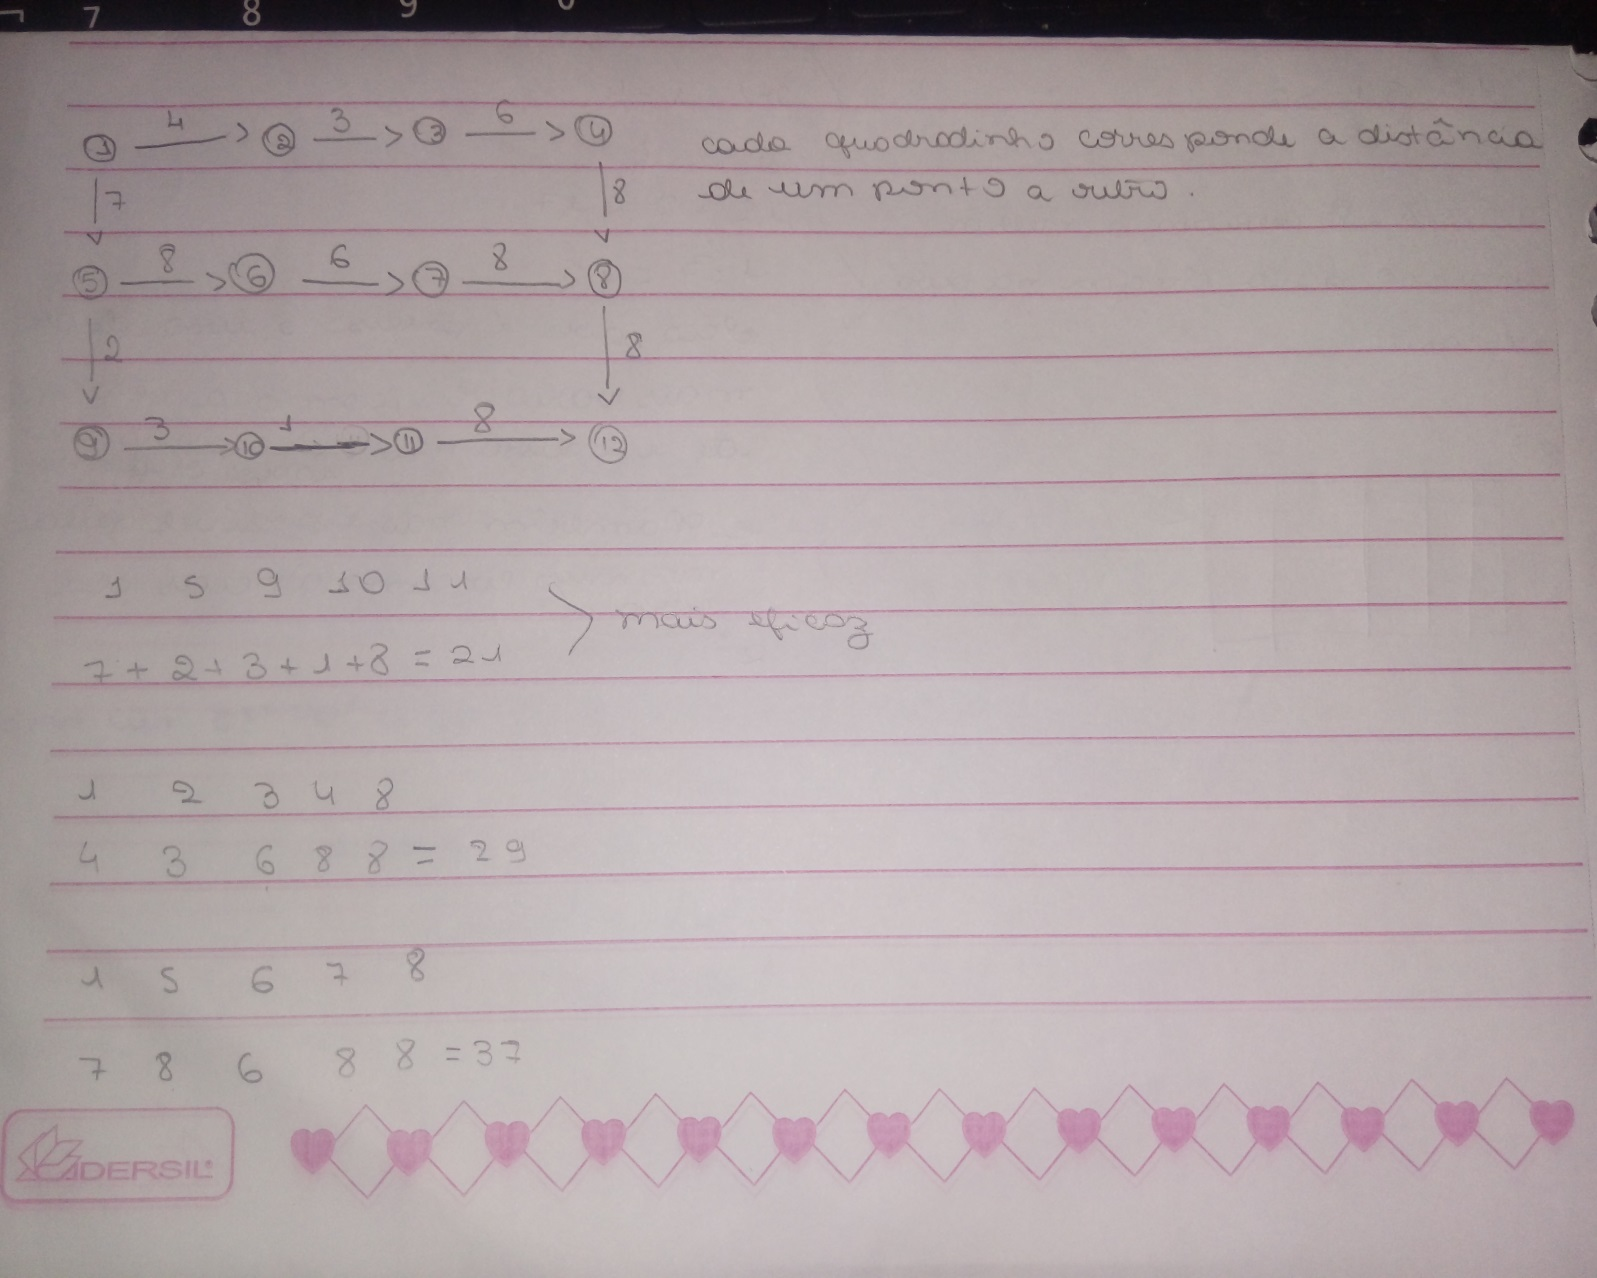 7 8 9
1 4 2 3 3 6 4
cada quadradinho corresponde a distância
7 8
de um ponto a outro.
5 8 6 6 7 8 8
2 8
9 3 10 1 11 8 12
1 5 9 10 11
mais eficaz
7 + 2 + 3 + 1 + 8 = 21
1 2 3 4 8
4 3 6 8 8 = 29
1 5 6 7 8
7 8 6 8 8 = 37
DERSIL